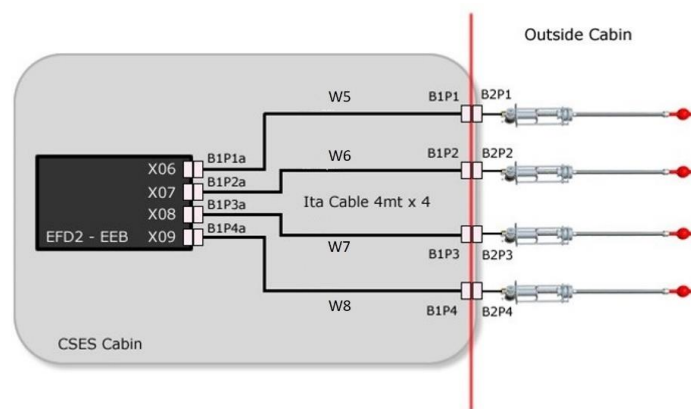 Outside Cabin
W5
B1P1
B2P1
B1P1a
X06
W6
B1P2
B2P2
B1P2a
X07
Ita Cable 4mt x 4
B1P3a
X08
EFD2 - EEB
X09
B1P4a
W7
B1P3
B2P3
W8
B1P4
B2P4
CSES Cabin